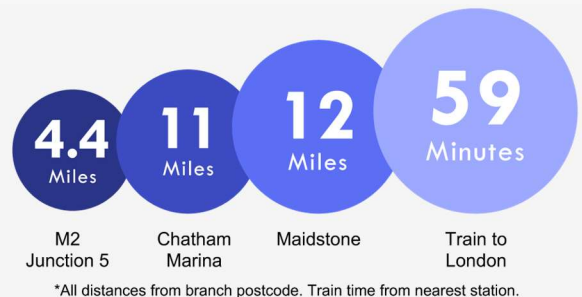 4.4
Miles
11
Miles
12
Miles
59
Minutes
M2
Junction 5
Chatham
Marina
Maidstone
Train to
London
*All distances from branch postcode. Train time from nearest station.